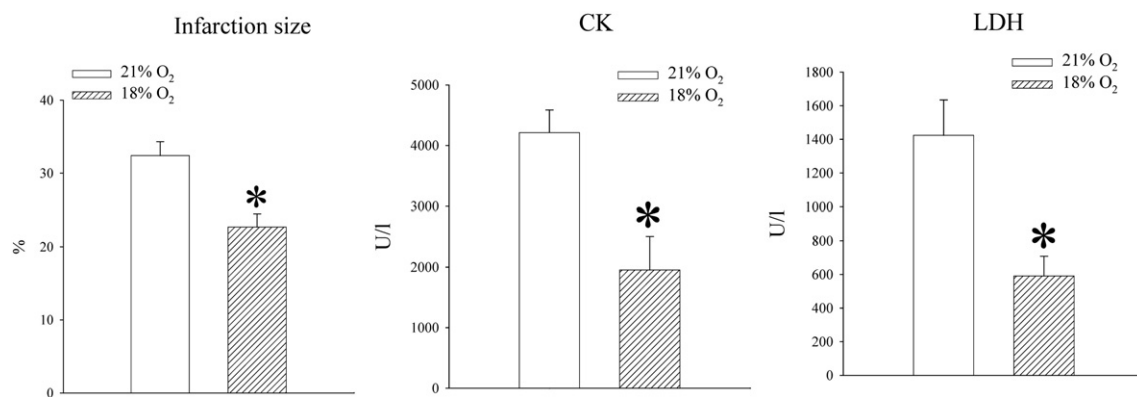 Infarction size
21% O₂
18% O₂
40
30
20
10
0
%
CK
21% O₂
18% O₂
5000
4000
3000
2000
1000
0
U/l
*
*
LDH
21% O₂
18% O₂
1800
1600
1400
1200
1000
800
600
400
200
0
U/l
*